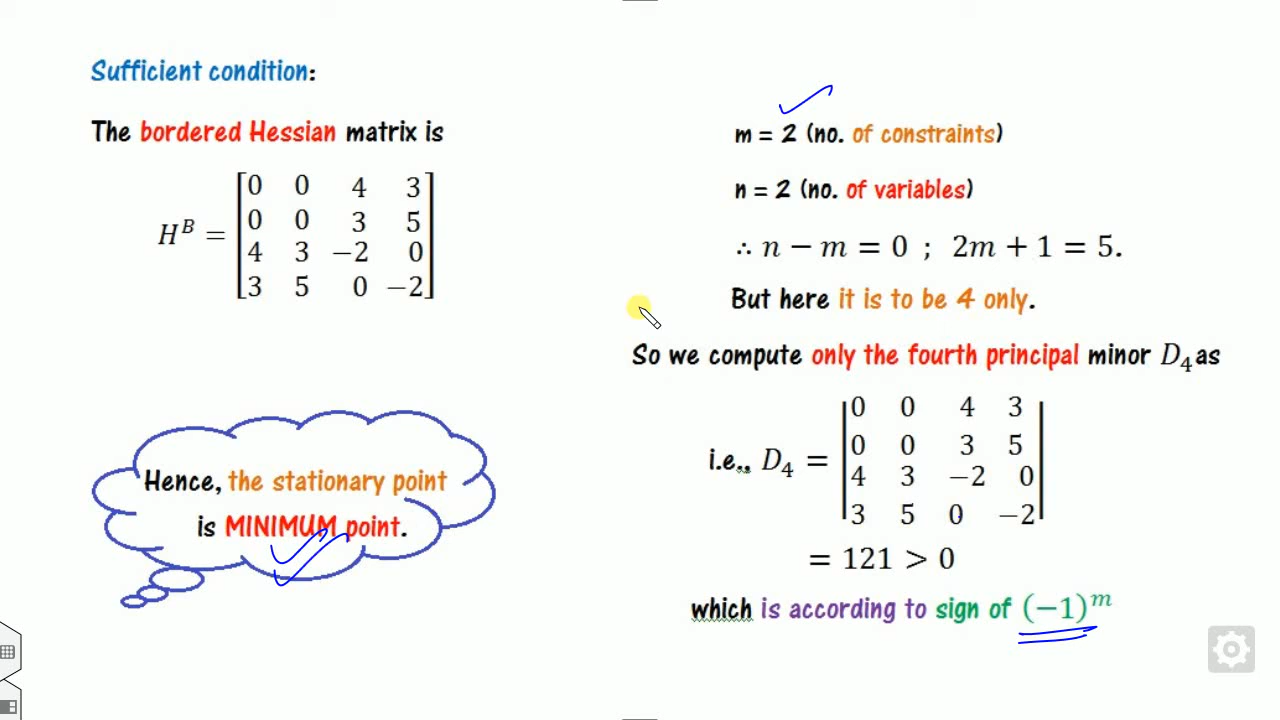 Sufficient condition:
The bordered Hessian matrix is
H^B = [0 0 4 3
0 0 3 5
4 3 −2 0
3 5 0 −2]
Hence, the stationary point
is MINIMUM point.
m = 2 (no. of constraints)
n = 2 (no. of variables)
∴ n − m = 0 ; 2m + 1 = 5.
But here it is to be 4 only.
So we compute only the fourth principal minor D₄ as
i.e., D₄ = |0 0 4 3
0 0 3 5
4 3 −2 0
3 5 0 −2|
= 121 > 0
which is according to sign of (−1)^m